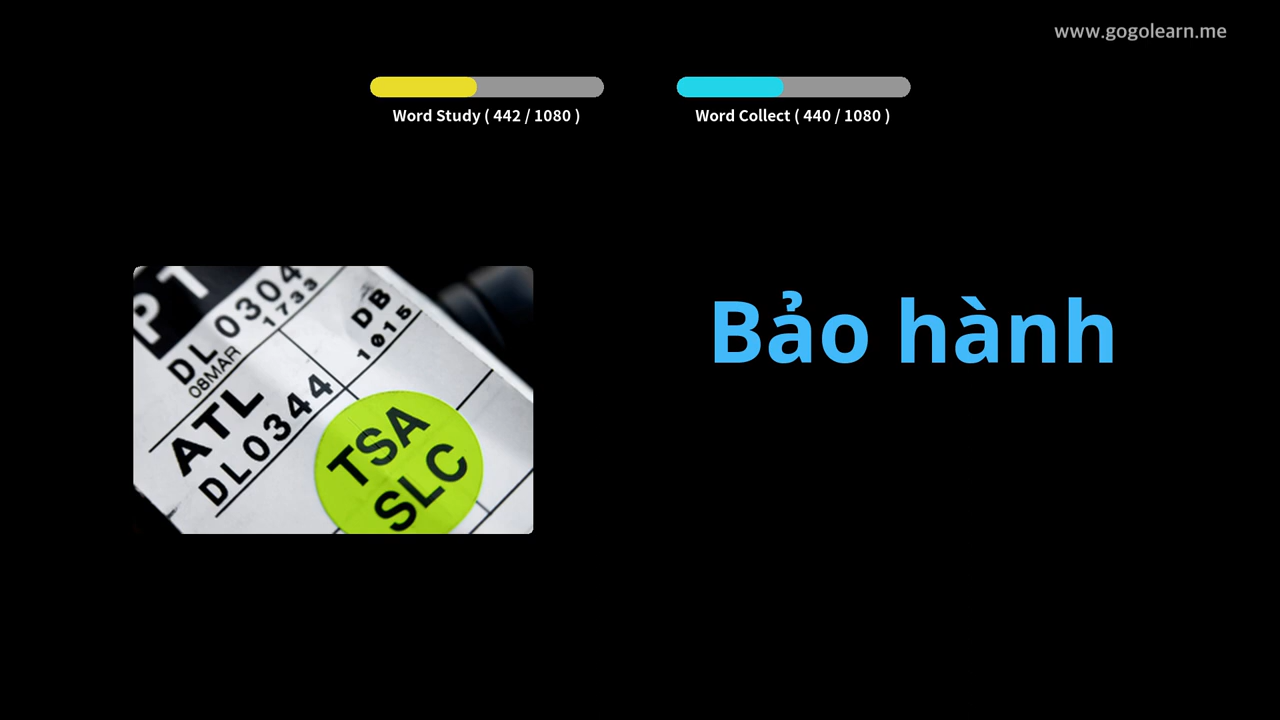 www.gogolearn.me
Word Study ( 442 / 1080 )
Word Collect ( 440 / 1080 )
P1
DL0304
1733
08MAR
DB
1015
ATL
DL0344
TSA
SLC
Bảo hành